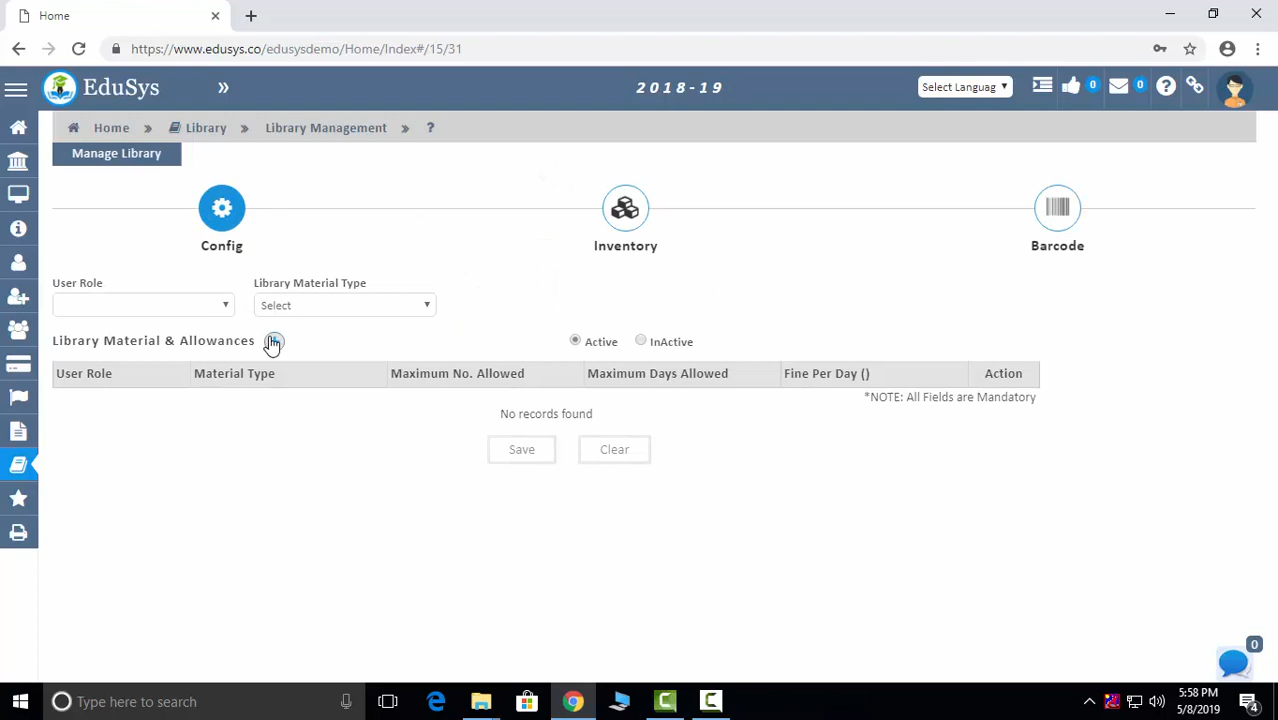 Home
https://www.edusys.co/edusysdemo/Home/Index#/15/31
EduSys
»
2018-19
Select Languag
0
0
Home » Library » Library Management » ?
Manage Library
Config
Inventory
Barcode
User Role
Library Material Type
Select
Library Material & Allowances
Active
InActive
User Role
Material Type
Maximum No. Allowed
Maximum Days Allowed
Fine Per Day ()
Action
*NOTE: All Fields are Mandatory
No records found
Save
Clear
0
Type here to search
5:58 PM
5/8/2019
4